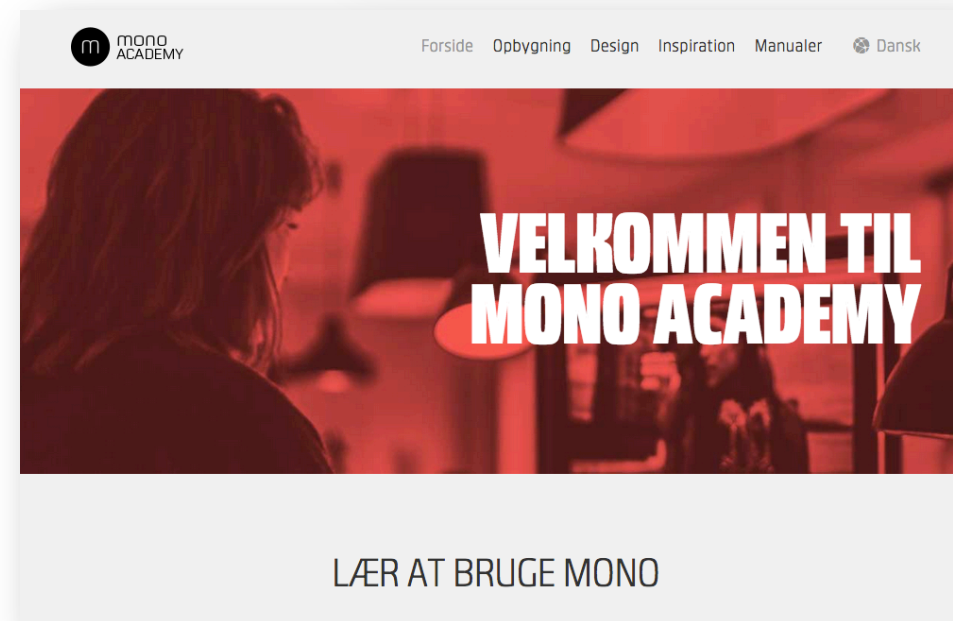 m
mono
ACADEMY
Forside Opbygning Design Inspiration Manualer Dansk
VELKOMMEN TIL
MONO ACADEMY
LÆR AT BRUGE MONO